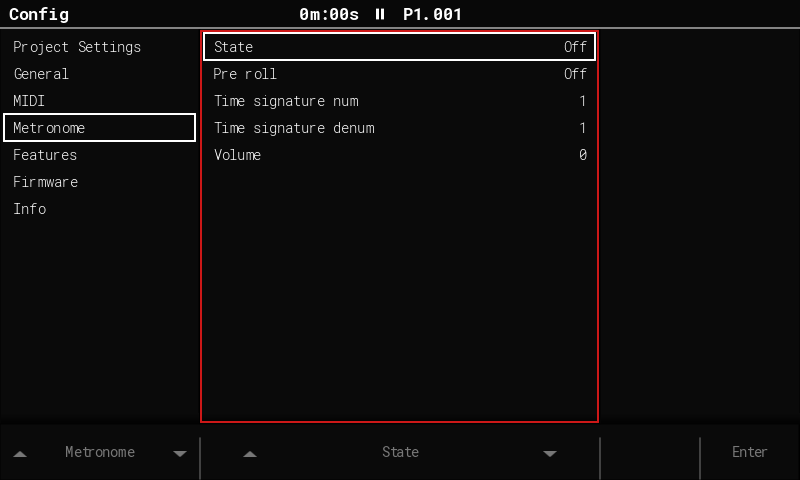 Config 0m:00s P1.001
Project Settings
General
MIDI
Metronome
Features
Firmware
Info
State Off
Pre roll Off
Time signature num 1
Time signature denum 1
Volume 0
Metronome State Enter